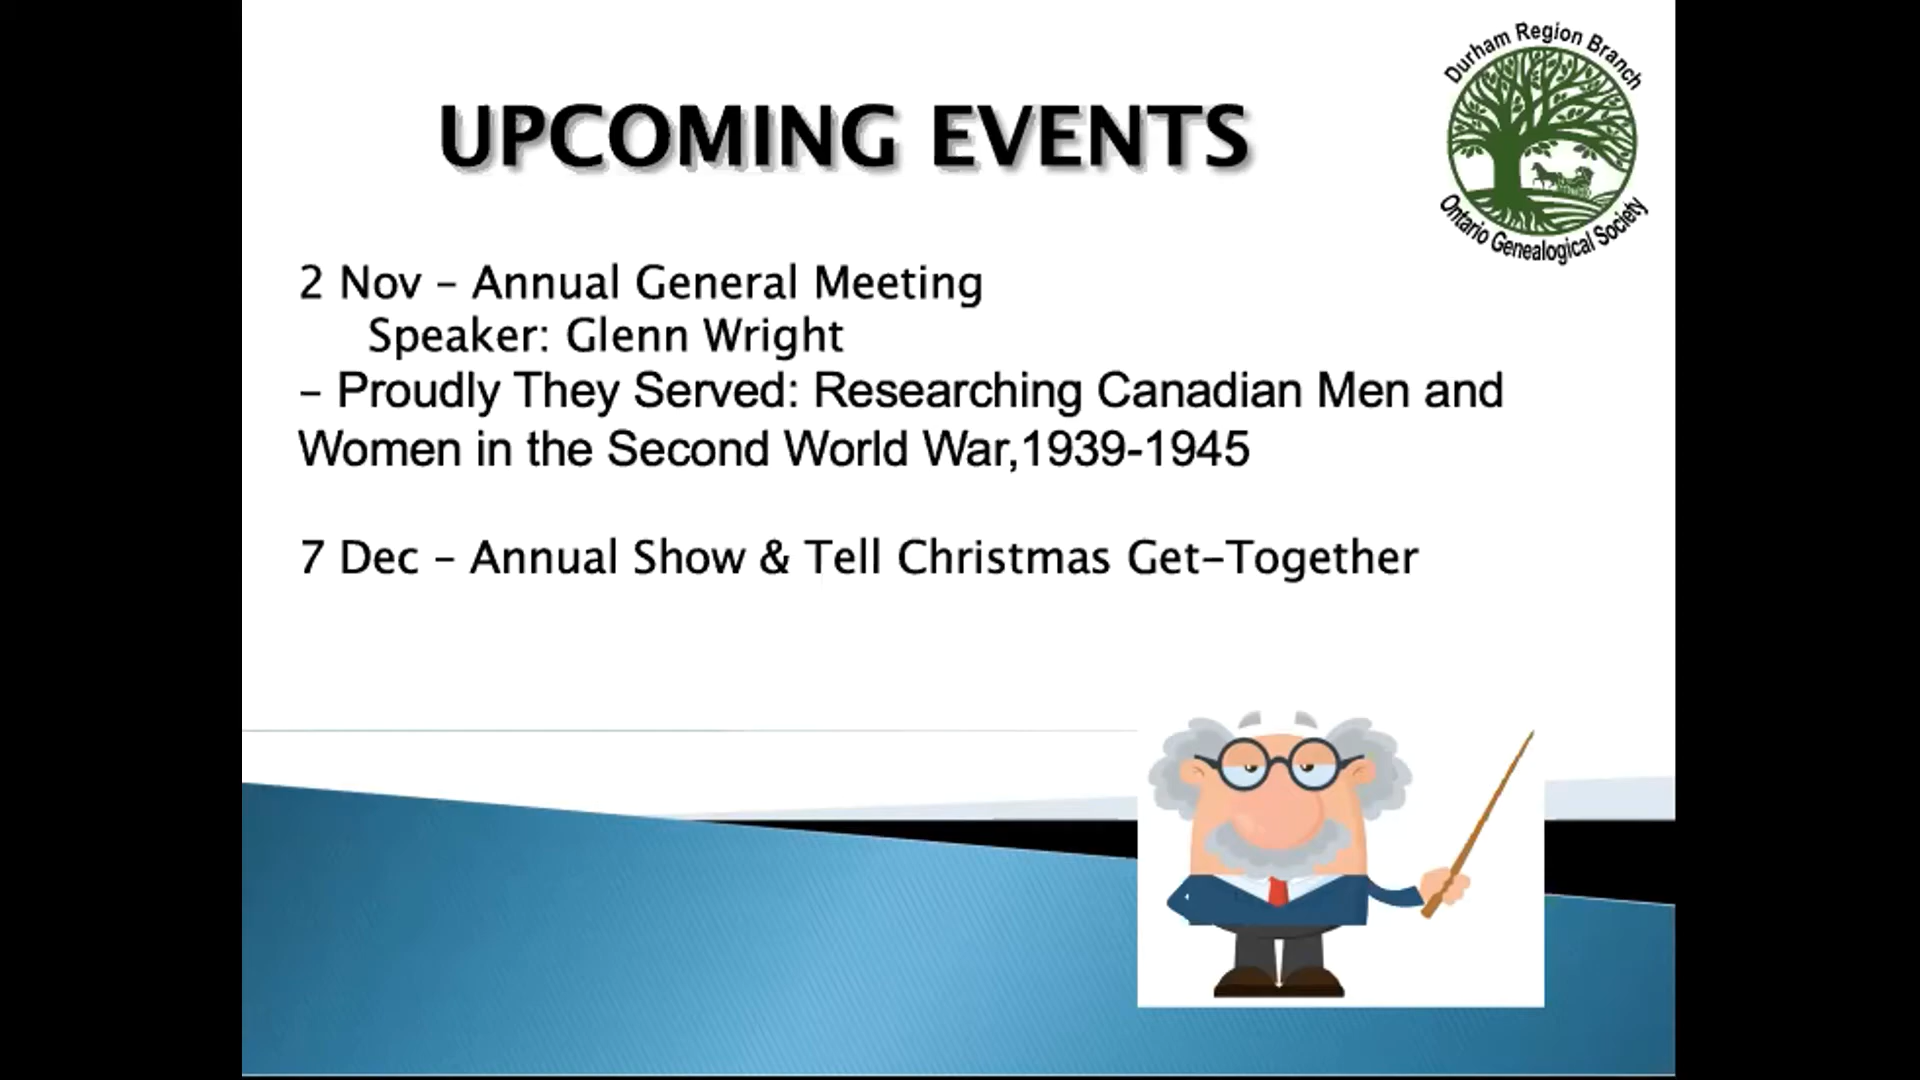 Durham Region Branch
Ontario Genealogical Society
UPCOMING EVENTS
2 Nov – Annual General Meeting
Speaker: Glenn Wright
– Proudly They Served: Researching Canadian Men and
Women in the Second World War,1939-1945
7 Dec – Annual Show & Tell Christmas Get-Together